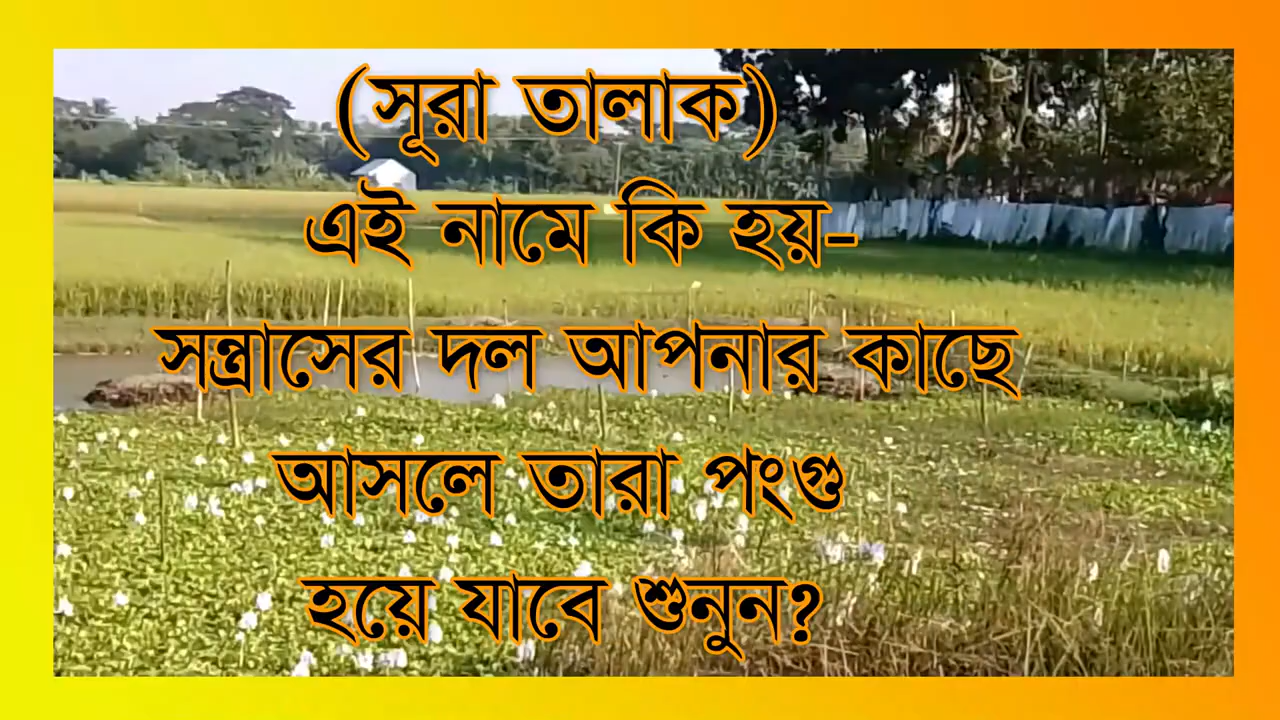 (সূরা তালাক)
এই নামে কি হয়-
সন্ত্রাসের দল আপনার কাছে
আসলে তারা পংগু
হয়ে যাবে শুনুন?